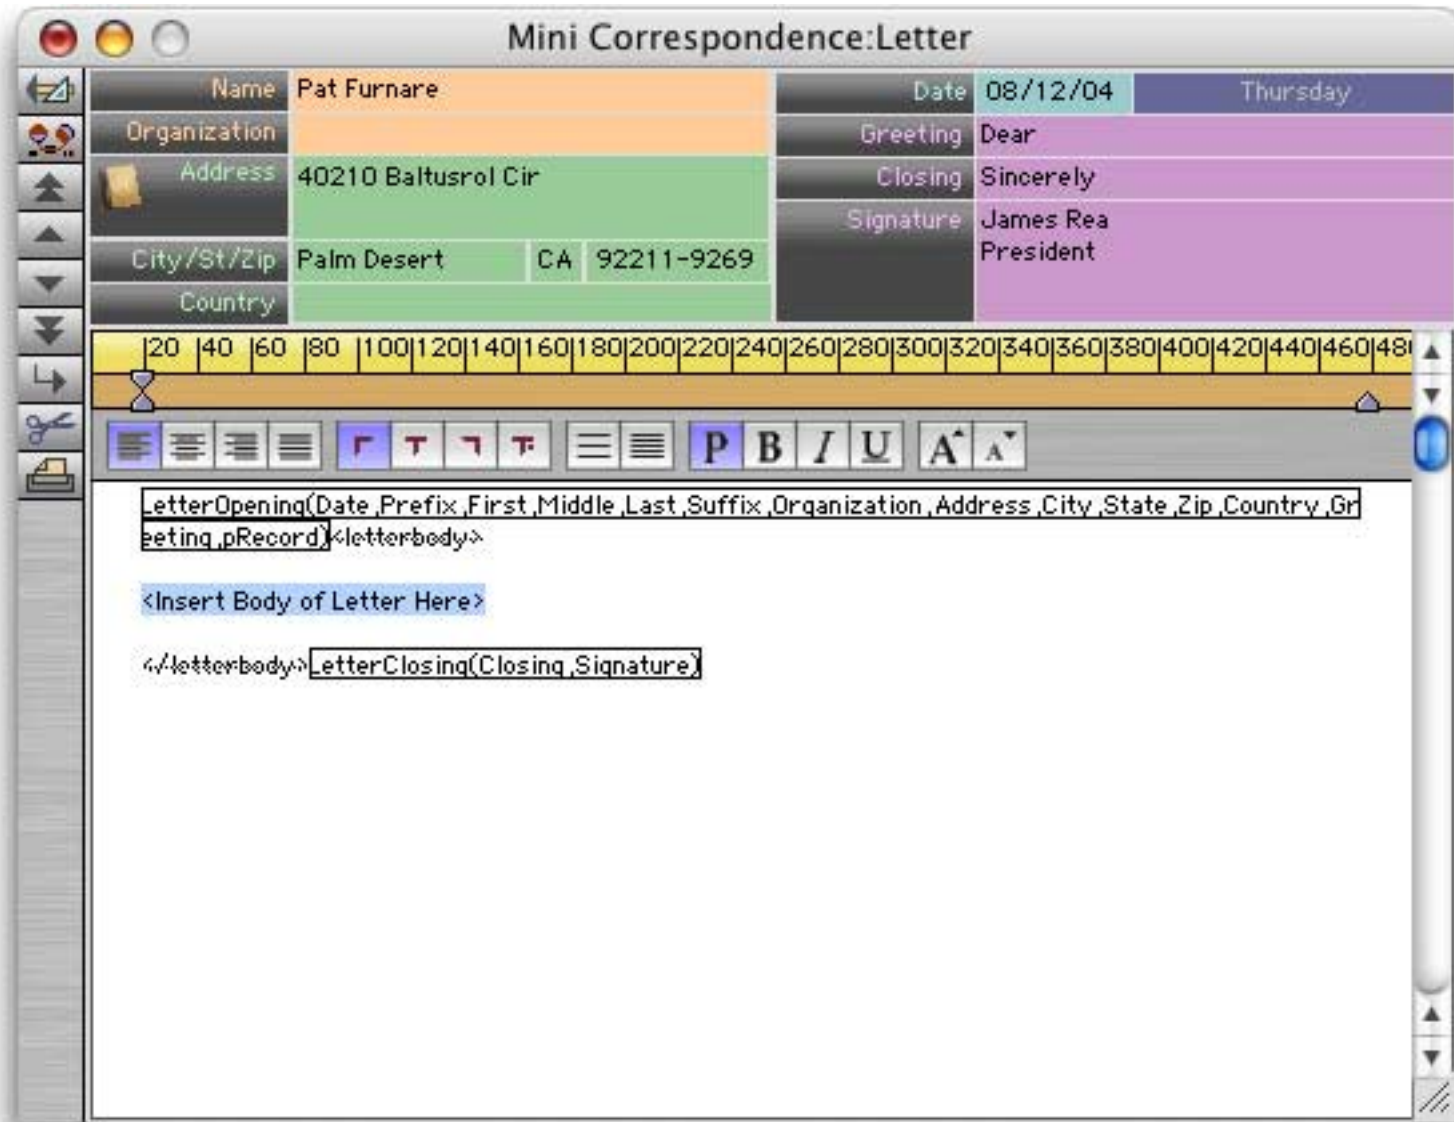 Mini Correspondence:Letter
Name Pat Furnare
Date 08/12/04 Thursday
Organization
Greeting Dear
Address 40210 Baltusrol Cir
Closing Sincerely
Signature James Rea
President
City/St/Zip Palm Desert CA 92211-9269
Country
|20 |40 |60 |80 |100|120|140|160|180|200|220|240|260|280|300|320|340|360|380|400|420|440|460|48
P B I U A A
LetterOpening(Date,Prefix,First,Middle,Last,Suffix,Organization,Address,City,State,Zip,Country,Gr
eeting,pRecord)<letterbody>
<Insert Body of Letter Here>
</letterbody>LetterClosing(Closing,Signature)